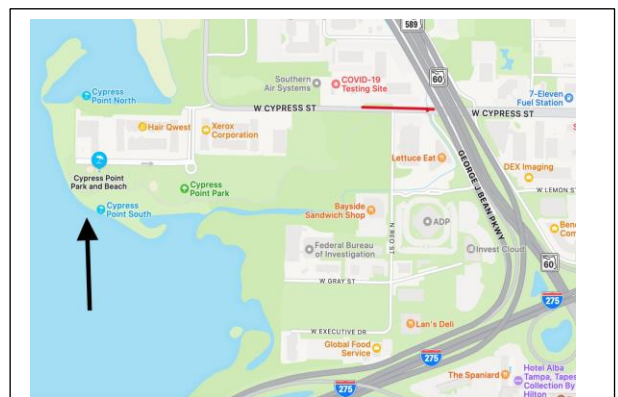 589
Cypress
Point North
Southern
Air Systems
COVID-19
Testing Site
60
7-Eleven
Fuel Station
W CYPRESS ST
W CYPRESS ST
Hair Qwest
Xerox
Corporation
Lettuce Eat
GEORGE J BEAN PKWY
DEX Imaging
Cypress Point
Park and Beach
Cypress
Point Park
W LEMON S
Cypress
Point South
Bayside
Sandwich Shop
N REO ST
ADP
Ben
Con
Federal Bureau
of Investigation
Invest Cloud
60
W GRAY ST
275
W EXECUTIVE DR
Lan's Deli
Global Food
Service
275
The Spaniard
Hotel Alba
Tampa, Tapes
Collection By
Hilton
275